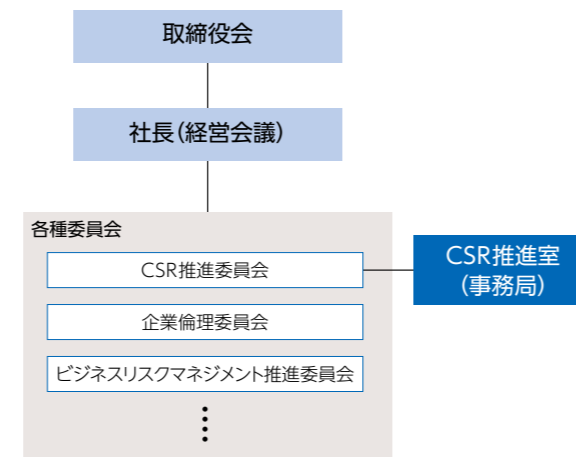 取締役会
社長(経営会議)
各種委員会
CSR推進委員会
CSR推進室
(事務局)
企業倫理委員会
ビジネスリスクマネジメント推進委員会